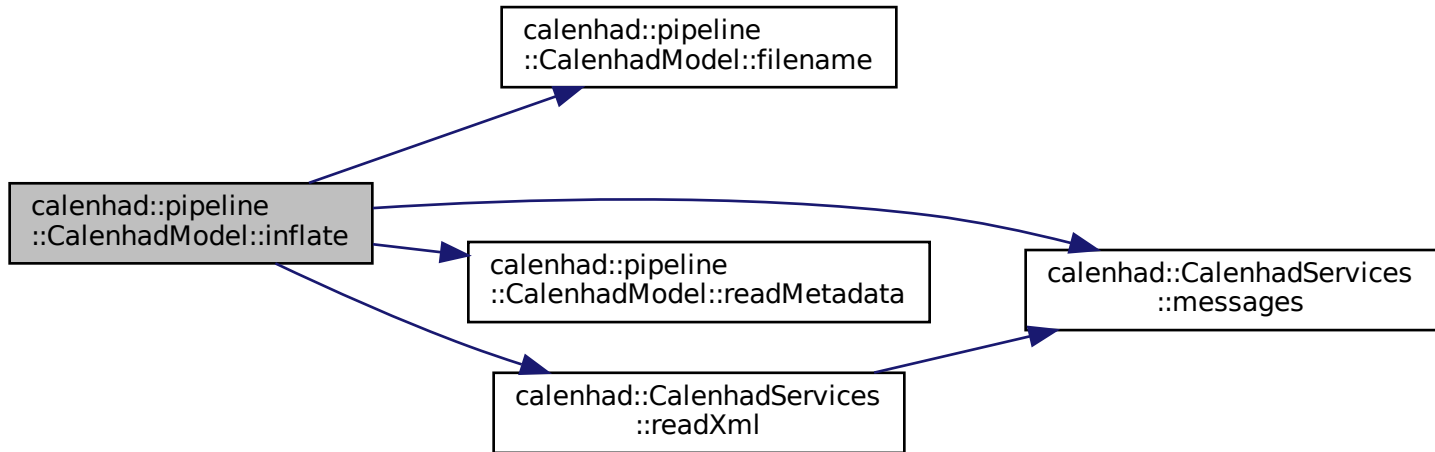 calenhad::pipeline
::CalenhadModel::filename
calenhad::pipeline
::CalenhadModel::inflate
calenhad::pipeline
::CalenhadModel::readMetadata
calenhad::CalenhadServices
::messages
calenhad::CalenhadServices
::readXml